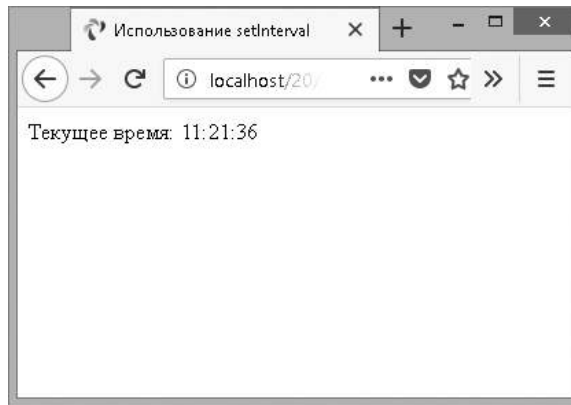 Использование setInterval
localhost/20/
Текущее время: 11:21:36